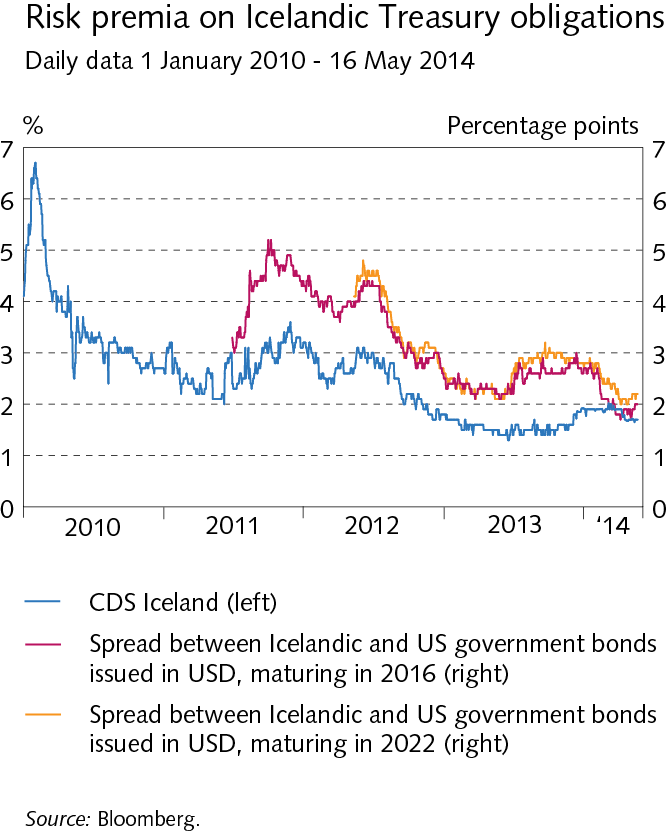 Risk premia on Icelandic Treasury obligations
Daily data 1 January 2010 - 16 May 2014
% Percentage points
7 7
6 6
5 5
4 4
3 3
2 2
1 1
0 0
2010 2011 2012 2013 '14
CDS Iceland (left)
Spread between Icelandic and US government bonds
issued in USD, maturing in 2016 (right)
Spread between Icelandic and US government bonds
issued in USD, maturing in 2022 (right)
Source: Bloomberg.